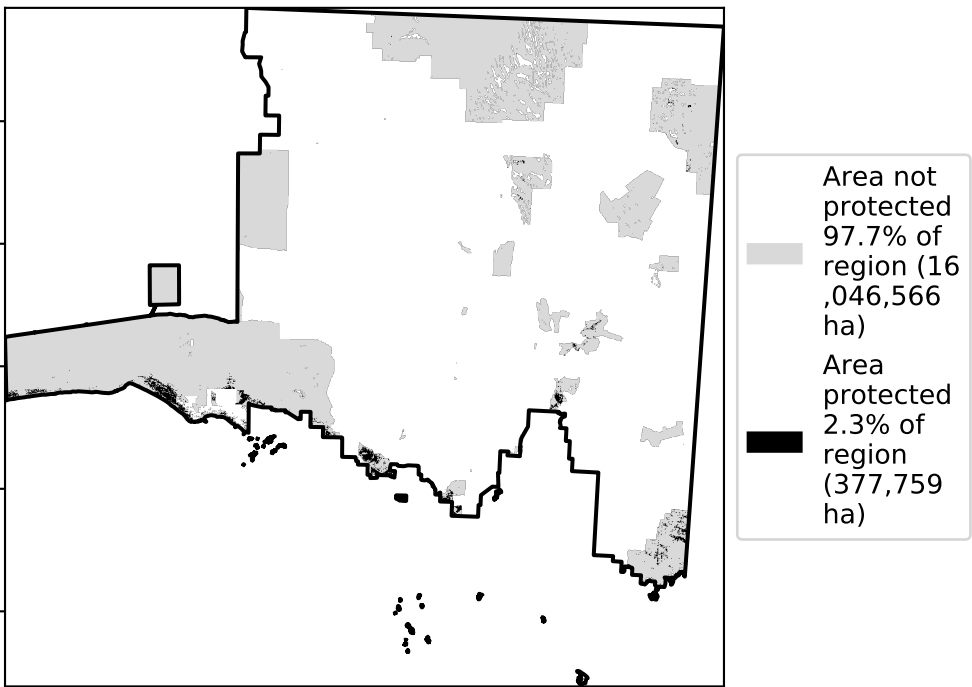 Area not
protected
97.7% of
region (16
,046,566
ha)
Area
protected
2.3% of
region
(377,759
ha)